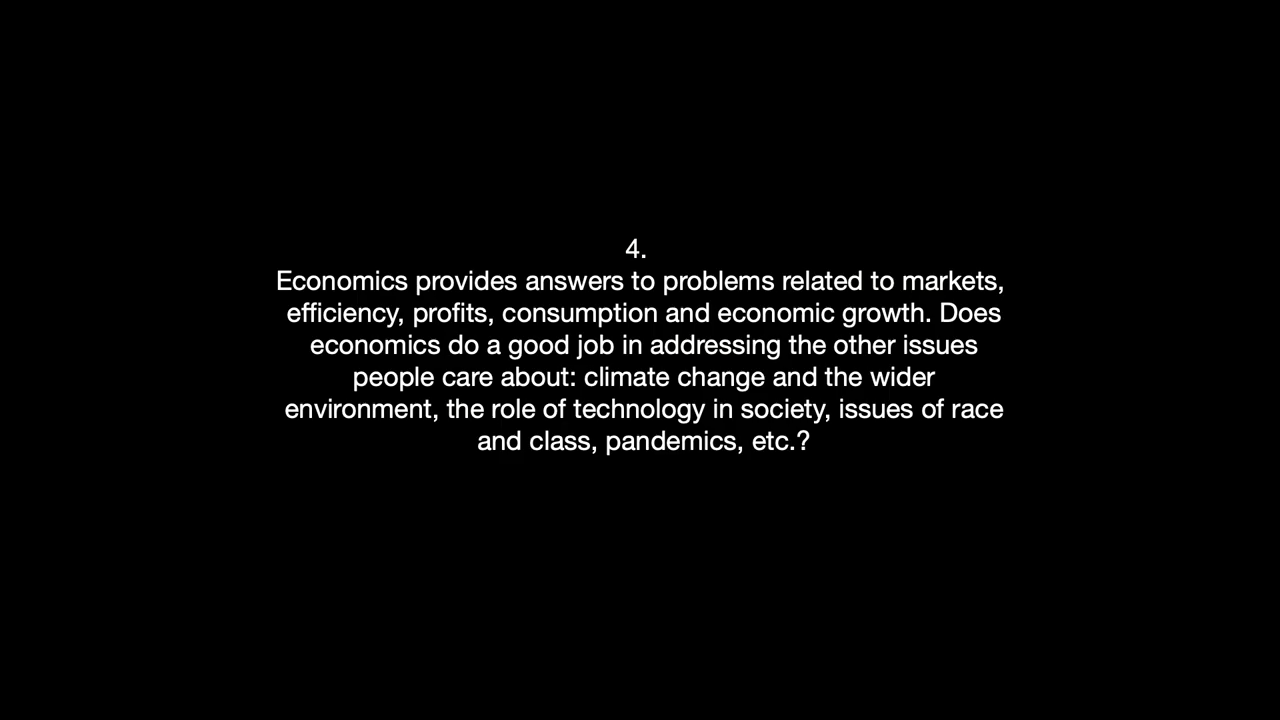 4.
Economics provides answers to problems related to markets,
efficiency, profits, consumption and economic growth. Does
economics do a good job in addressing the other issues
people care about: climate change and the wider
environment, the role of technology in society, issues of race
and class, pandemics, etc.?